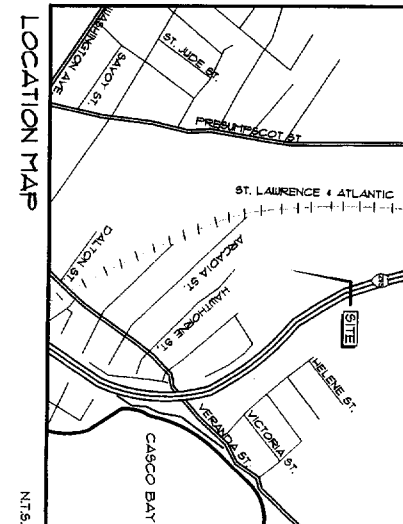 WASHINGTON AVE
SAVOY ST.
ST. JUDE ST.
PRESUMPSCOT ST
ST. LAWRENCE & ATLANTIC
DALTON ST.
ARCADIA ST.
HAWTHORNE ST.
SITE
HELENE ST.
VICTORIA ST.
VERANDA ST.
CASCO BAY
LOCATION MAP
N.T.S.